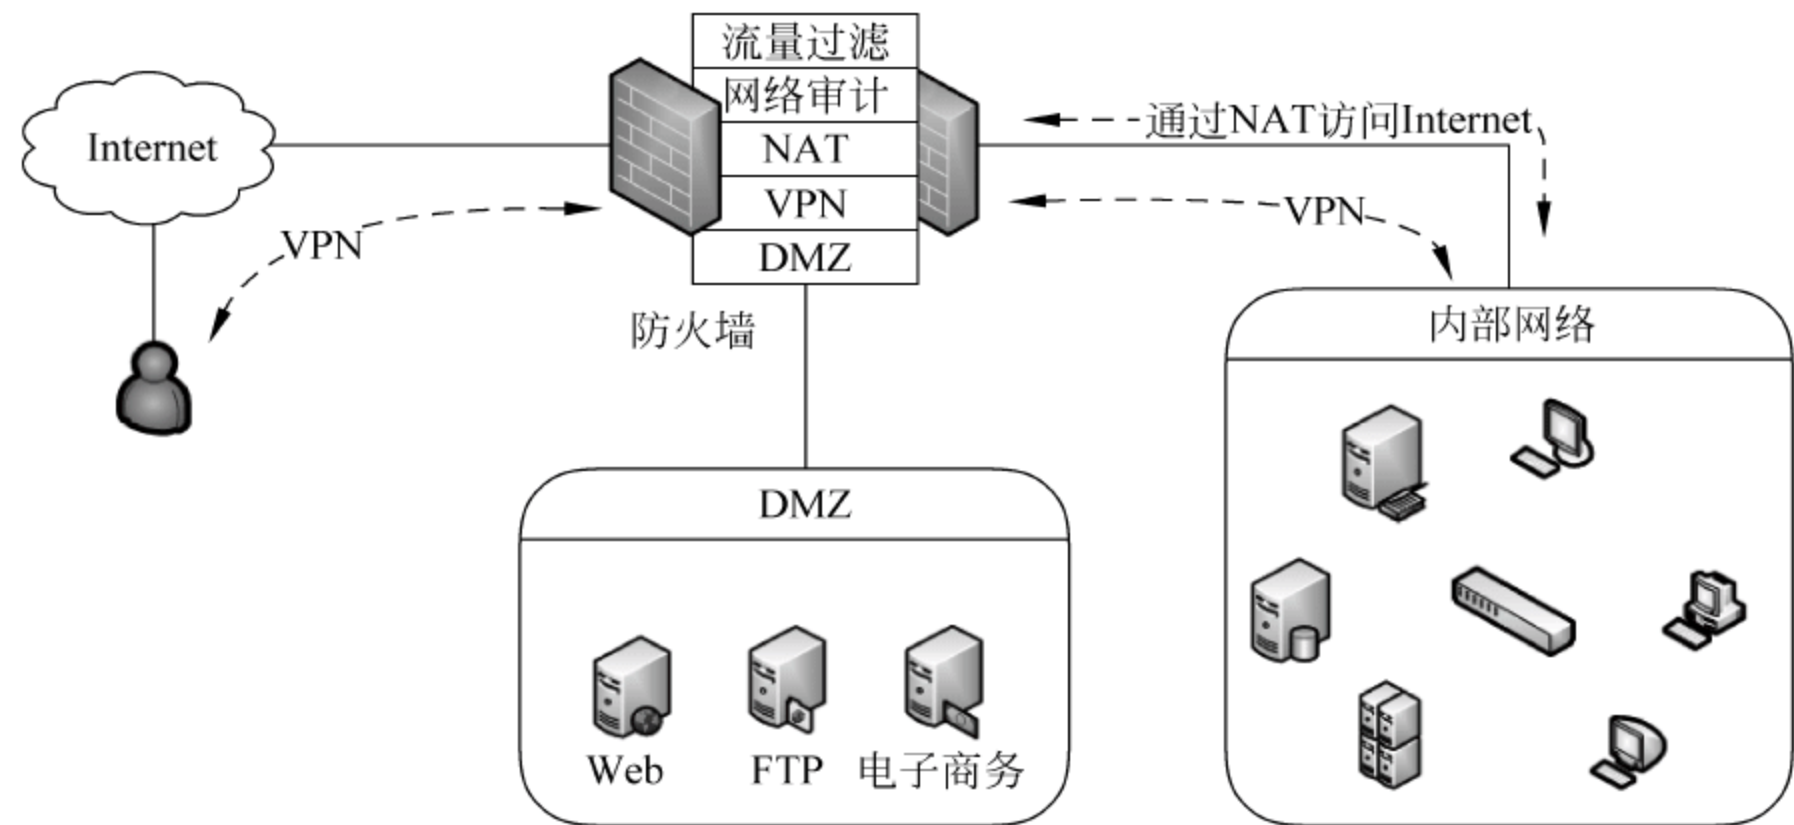 流量过滤
网络审计
NAT
VPN
DMZ
Internet
通过NAT访问Internet
VPN
VPN
防火墙
内部网络
DMZ
Web
FTP
电子商务